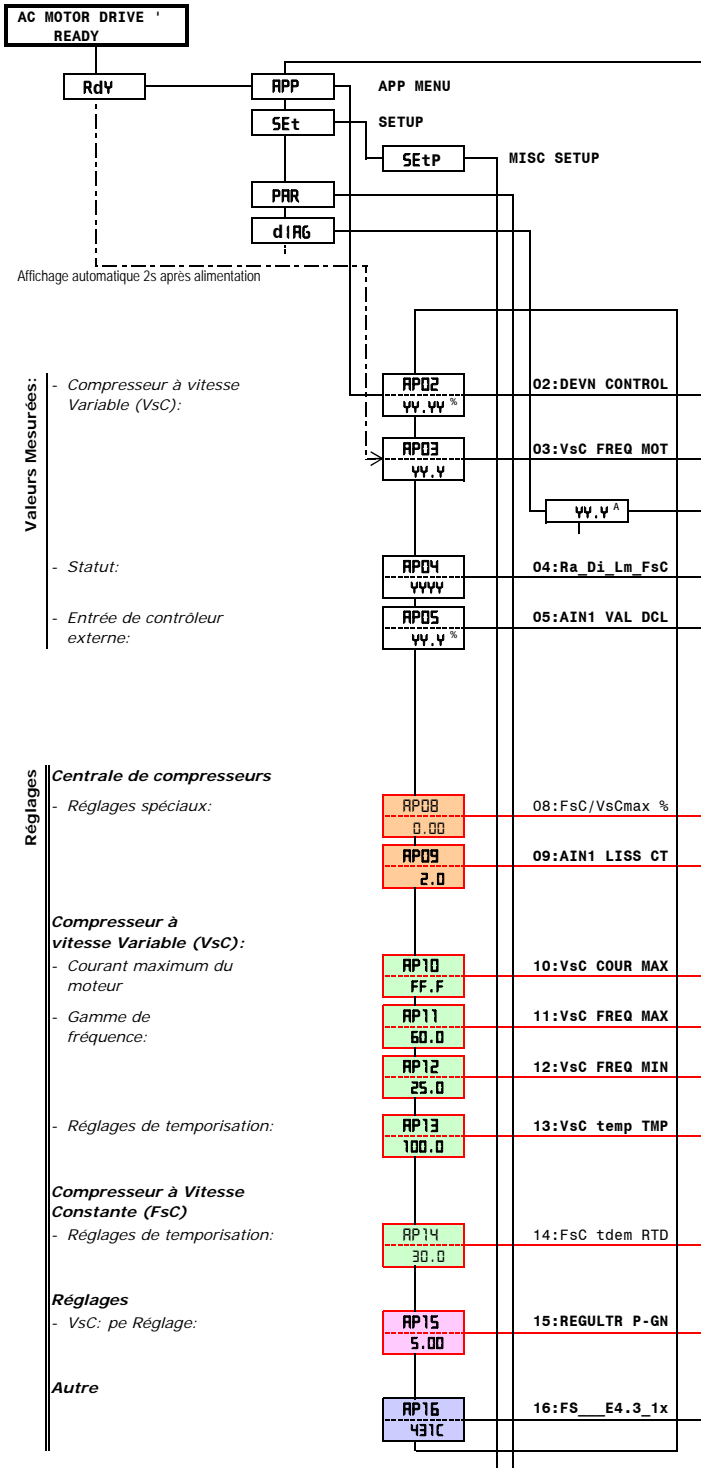 AC MOTOR DRIVE '
READY
RdY
APP APP MENU
SEt SETUP
SEtP MISC SETUP
PAR
dIAG
Affichage automatique 2s après alimentation
Valeurs Mesurées:
- Compresseur à vitesse
Variable (VsC):
AP02 02:DEVN CONTROL
YY.YY %
AP03 03:VsC FREQ MOT
YY.Y
YY.Y A
- Statut:
AP04 04:Ra_Di_Lm_FsC
YYYY
- Entrée de contrôleur
externe:
AP05 05:AIN1 VAL DCL
YY.Y %
Réglages
Centrale de compresseurs
- Réglages spéciaux:
AP08 08:FsC/VsCmax %
0.00
AP09 09:AIN1 LISS CT
2.0
Compresseur à
vitesse Variable (VsC):
- Courant maximum du
moteur
AP10 10:VsC COUR MAX
FF.F
- Gamme de
fréquence:
AP11 11:VsC FREQ MAX
60.0
AP12 12:VsC FREQ MIN
25.0
- Réglages de temporisation:
AP13 13:VsC temp TMP
100.0
Compresseur à Vitesse
Constante (FsC)
- Réglages de temporisation:
AP14 14:FsC tdem RTD
30.0
Réglages
- VsC: pe Réglage:
AP15 15:REGULTR P-GN
5.00
Autre
AP16 16:FS___E4.3_1x
431C